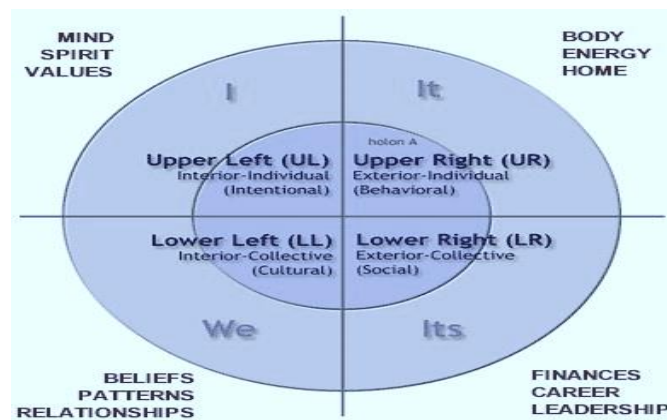 MIND
SPIRIT
VALUES
BODY
ENERGY
HOME
I
It
holon A
Upper Left (UL)
Interior-Individual
(Intentional)
Upper Right (UR)
Exterior-Individual
(Behavioral)
Lower Left (LL)
Interior-Collective
(Cultural)
Lower Right (LR)
Exterior-Collective
(Social)
We
Its
BELIEFS
PATTERNS
RELATIONSHIPS
FINANCES
CAREER
LEADERSHIP